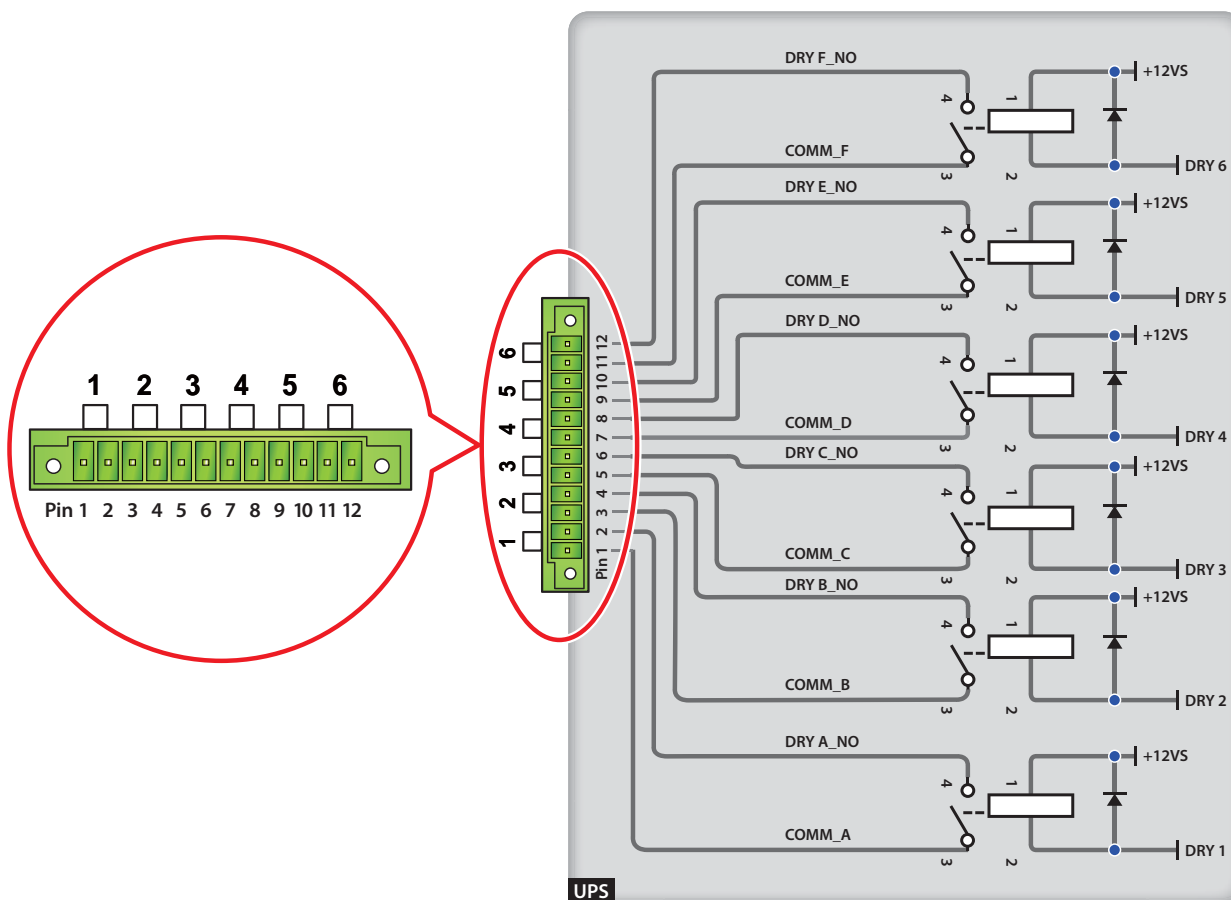 1 2 3 4 5 6
Pin 1 2 3 4 5 6 7 8 9 10 11 12
6
5
4
3
2
1
12
11
10
9
8
7
6
5
4
3
2
Pin 1
DRY F_NO
4
1
+12VS
COMM_F
3
2
DRY 6
DRY E_NO
4
1
+12VS
COMM_E
3
2
DRY 5
DRY D_NO
4
1
+12VS
COMM_D
3
2
DRY 4
DRY C_NO
4
1
+12VS
COMM_C
3
2
DRY 3
DRY B_NO
4
1
+12VS
COMM_B
3
2
DRY 2
DRY A_NO
4
1
+12VS
COMM_A
3
2
DRY 1
UPS